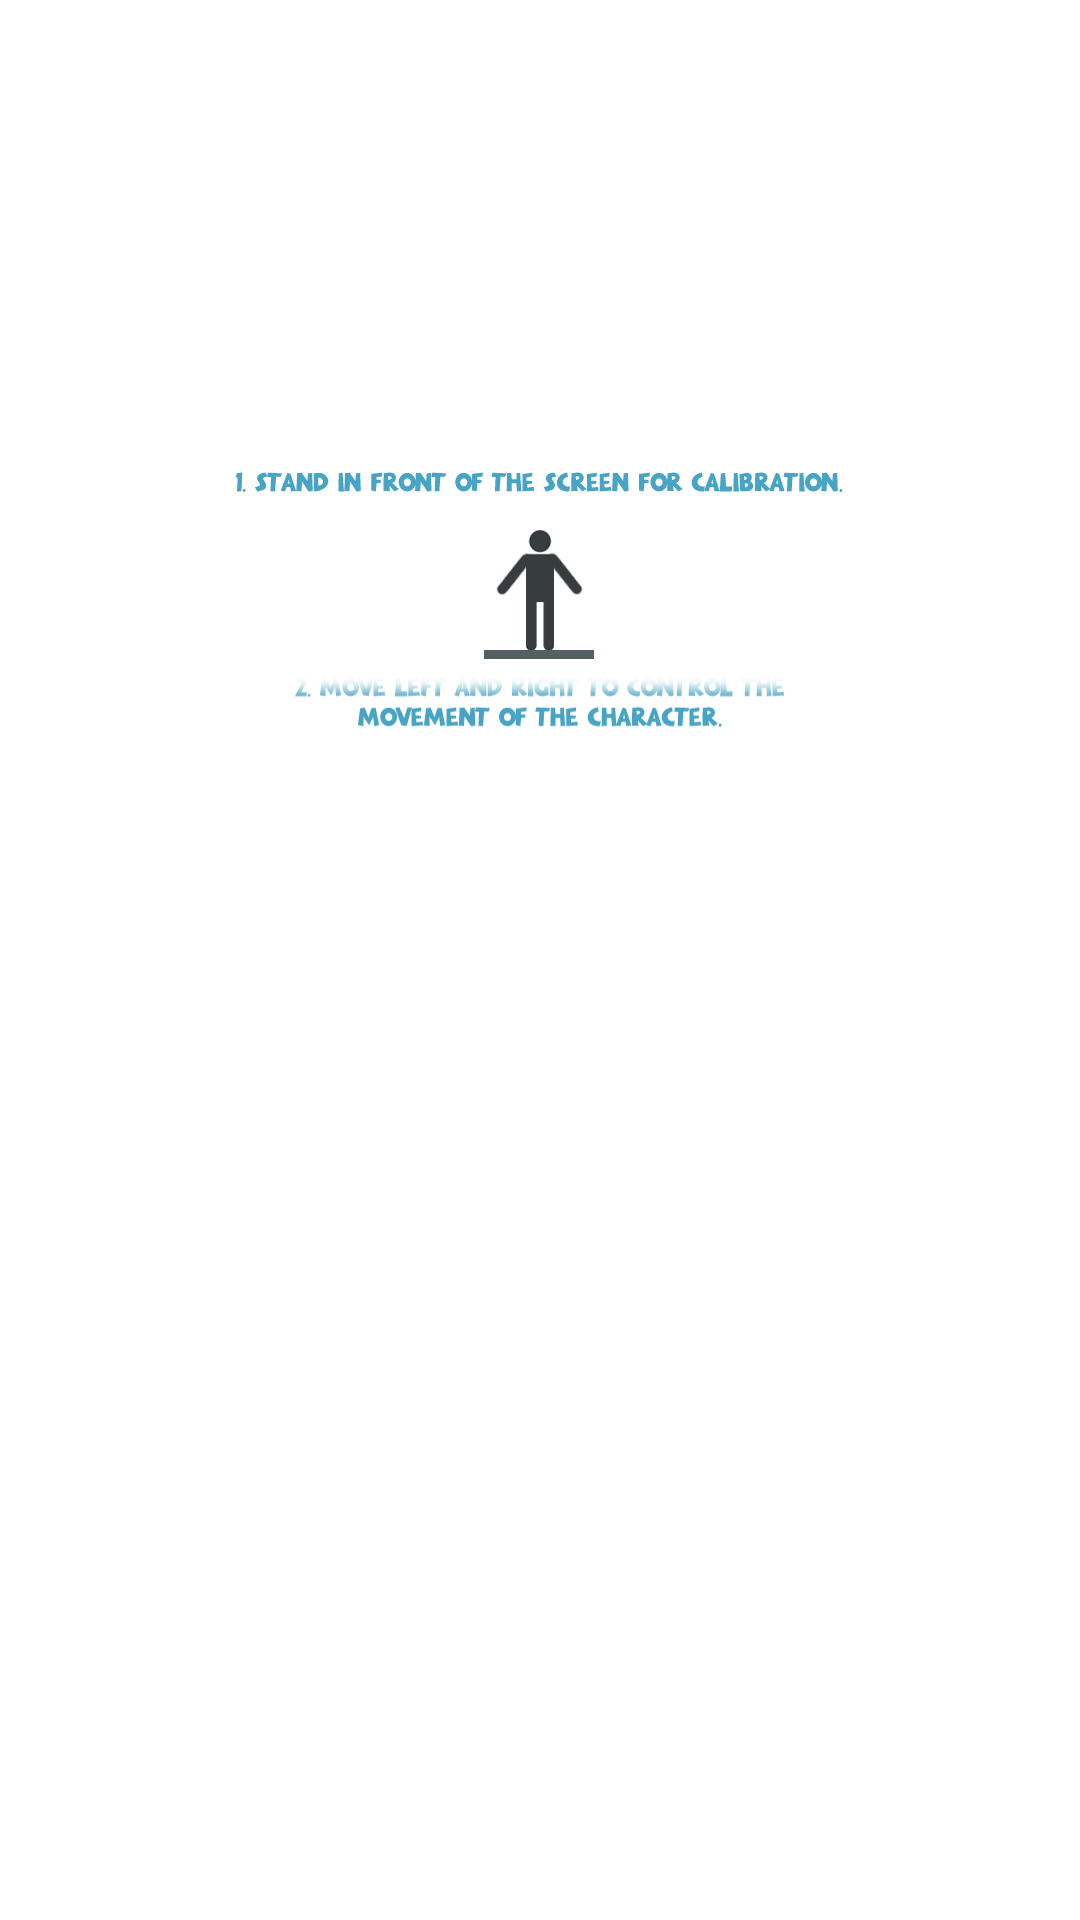 1. STAND IN FRONT OF THE SCREEN FOR CALIBRATION.
2. MOVE LEFT AND RIGHT TO CONTROL THE
MOVEMENT OF THE CHARACTER.